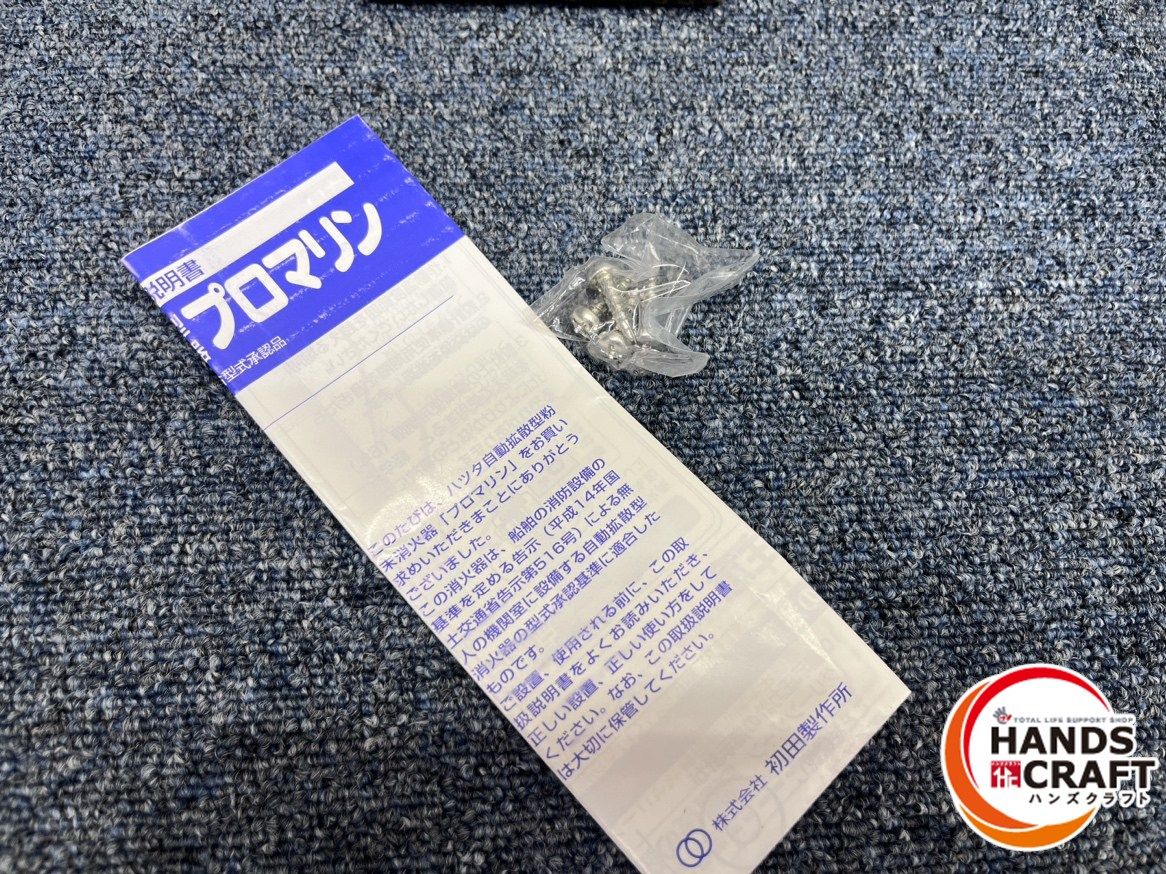 説明書
プロマリン
型式承認品
このたびは、ハツタ自動拡散型粉
末消火器「プロマリン」をお買い
求めいただきまことにありがとう
ございました。
この消火器は、船舶の消防設備の
基準を定める告示（平成14年国
土交通省告示第516号）による無
人の機関室に設備する自動拡散型
消火器の型式承認基準に適合した
ものです。
ご設置、使用される前に、この取
扱説明書をよくお読みいただき、
正しい設置、正しい使い方をして
ください。なお、この取扱説明書
は大切に保管してください。
株式会社 初田製作所
TOTAL LIFE SUPPORT SHOP
HANDS
CRAFT
ハンズクラフト